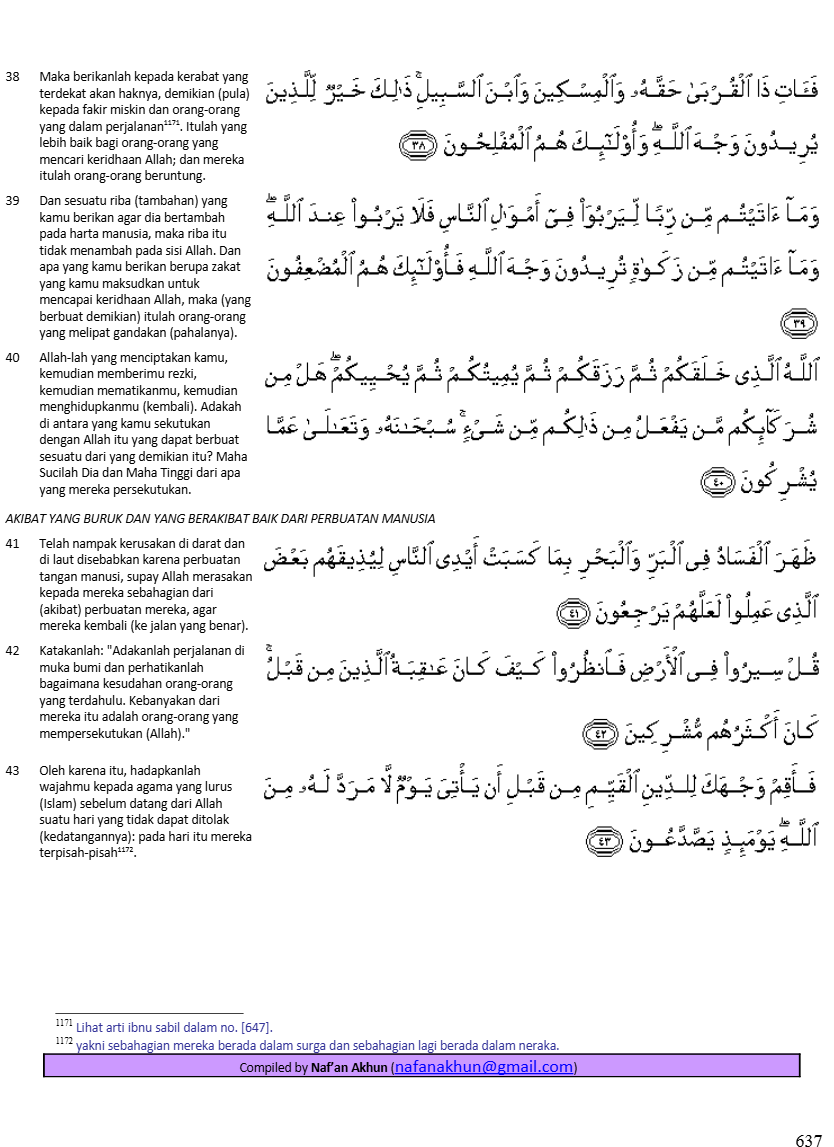 38 Maka berikanlah kepada kerabat yang
terdekat akan haknya, demikian (pula)
kepada fakir miskin dan orang-orang
yang dalam perjalanan1171. Itulah yang
lebih baik bagi orang-orang yang
mencari keridhaan Allah; dan mereka
itulah orang-orang beruntung.
فَـَٔاتِ ذَا ٱلْقُرْبَىٰ حَقَّهُۥ وَٱلْمِسْكِينَ وَٱبْنَ ٱلسَّبِيلِ ۚ ذَٰلِكَ خَيْرٌ لِّلَّذِينَ
يُرِيدُونَ وَجْهَ ٱللَّهِ ۖ وَأُو۟لَٰٓئِكَ هُمُ ٱلْمُفْلِحُونَ ٣٨
39 Dan sesuatu riba (tambahan) yang
kamu berikan agar dia bertambah
pada harta manusia, maka riba itu
tidak menambah pada sisi Allah. Dan
apa yang kamu berikan berupa zakat
yang kamu maksudkan untuk
mencapai keridhaan Allah, maka (yang
berbuat demikian) itulah orang-orang
yang melipat gandakan (pahalanya).
وَمَآ ءَاتَيْتُم مِّن رِّبًا لِّيَرْبُوَا۟ فِىٓ أَمْوَٰلِ ٱلنَّاسِ فَلَا يَرْبُوا۟ عِندَ ٱللَّهِ ۖ
وَمَآ ءَاتَيْتُم مِّن زَكَوٰةٍ تُرِيدُونَ وَجْهَ ٱللَّهِ فَأُو۟لَٰٓئِكَ هُمُ ٱلْمُضْعِفُونَ
٣٩
40 Allah-lah yang menciptakan kamu,
kemudian memberimu rezki,
kemudian mematikanmu, kemudian
menghidupkanmu (kembali). Adakah
di antara yang kamu sekutukan
dengan Allah itu yang dapat berbuat
sesuatu dari yang demikian itu? Maha
Sucilah Dia dan Maha Tinggi dari apa
yang mereka persekutukan.
ٱللَّهُ ٱلَّذِى خَلَقَكُمْ ثُمَّ رَزَقَكُمْ ثُمَّ يُمِيتُكُمْ ثُمَّ يُحْيِيكُمْ ۖ هَلْ مِن
شُرَكَآئِكُم مَّن يَفْعَلُ مِن ذَٰلِكُم مِّن شَىْءٍ ۚ سُبْحَٰنَهُۥ وَتَعَٰلَىٰ عَمَّا
يُشْرِكُونَ ٤٠
AKIBAT YANG BURUK DAN YANG BERAKIBAT BAIK DARI PERBUATAN MANUSIA
41 Telah nampak kerusakan di darat dan
di laut disebabkan karena perbuatan
tangan manusi, supay Allah merasakan
kepada mereka sebahagian dari
(akibat) perbuatan mereka, agar
mereka kembali (ke jalan yang benar).
ظَهَرَ ٱلْفَسَادُ فِى ٱلْبَرِّ وَٱلْبَحْرِ بِمَا كَسَبَتْ أَيْدِى ٱلنَّاسِ لِيُذِيقَهُم بَعْضَ
ٱلَّذِى عَمِلُوا۟ لَعَلَّهُمْ يَرْجِعُونَ ٤١
42 Katakanlah: "Adakanlah perjalanan di
muka bumi dan perhatikanlah
bagaimana kesudahan orang-orang
yang terdahulu. Kebanyakan dari
mereka itu adalah orang-orang yang
mempersekutukan (Allah)."
قُلْ سِيرُوا۟ فِى ٱلْأَرْضِ فَٱنظُرُوا۟ كَيْفَ كَانَ عَٰقِبَةُ ٱلَّذِينَ مِن قَبْلُ ۚ
كَانَ أَكْثَرُهُم مُّشْرِكِينَ ٤٢
43 Oleh karena itu, hadapkanlah
wajahmu kepada agama yang lurus
(Islam) sebelum datang dari Allah
suatu hari yang tidak dapat ditolak
(kedatangannya): pada hari itu mereka
terpisah-pisah1172.
فَأَقِمْ وَجْهَكَ لِلدِّينِ ٱلْقَيِّمِ مِن قَبْلِ أَن يَأْتِىَ يَوْمٌ لَّا مَرَدَّ لَهُۥ مِنَ
ٱللَّهِ ۖ يَوْمَئِذٍ يَصَّدَّعُونَ ٤٣
1171 Lihat arti ibnu sabil dalam no. [647].
1172 yakni sebahagian mereka berada dalam surga dan sebahagian lagi berada dalam neraka.
Compiled by Naf'an Akhun (nafanakhun@gmail.com)
637